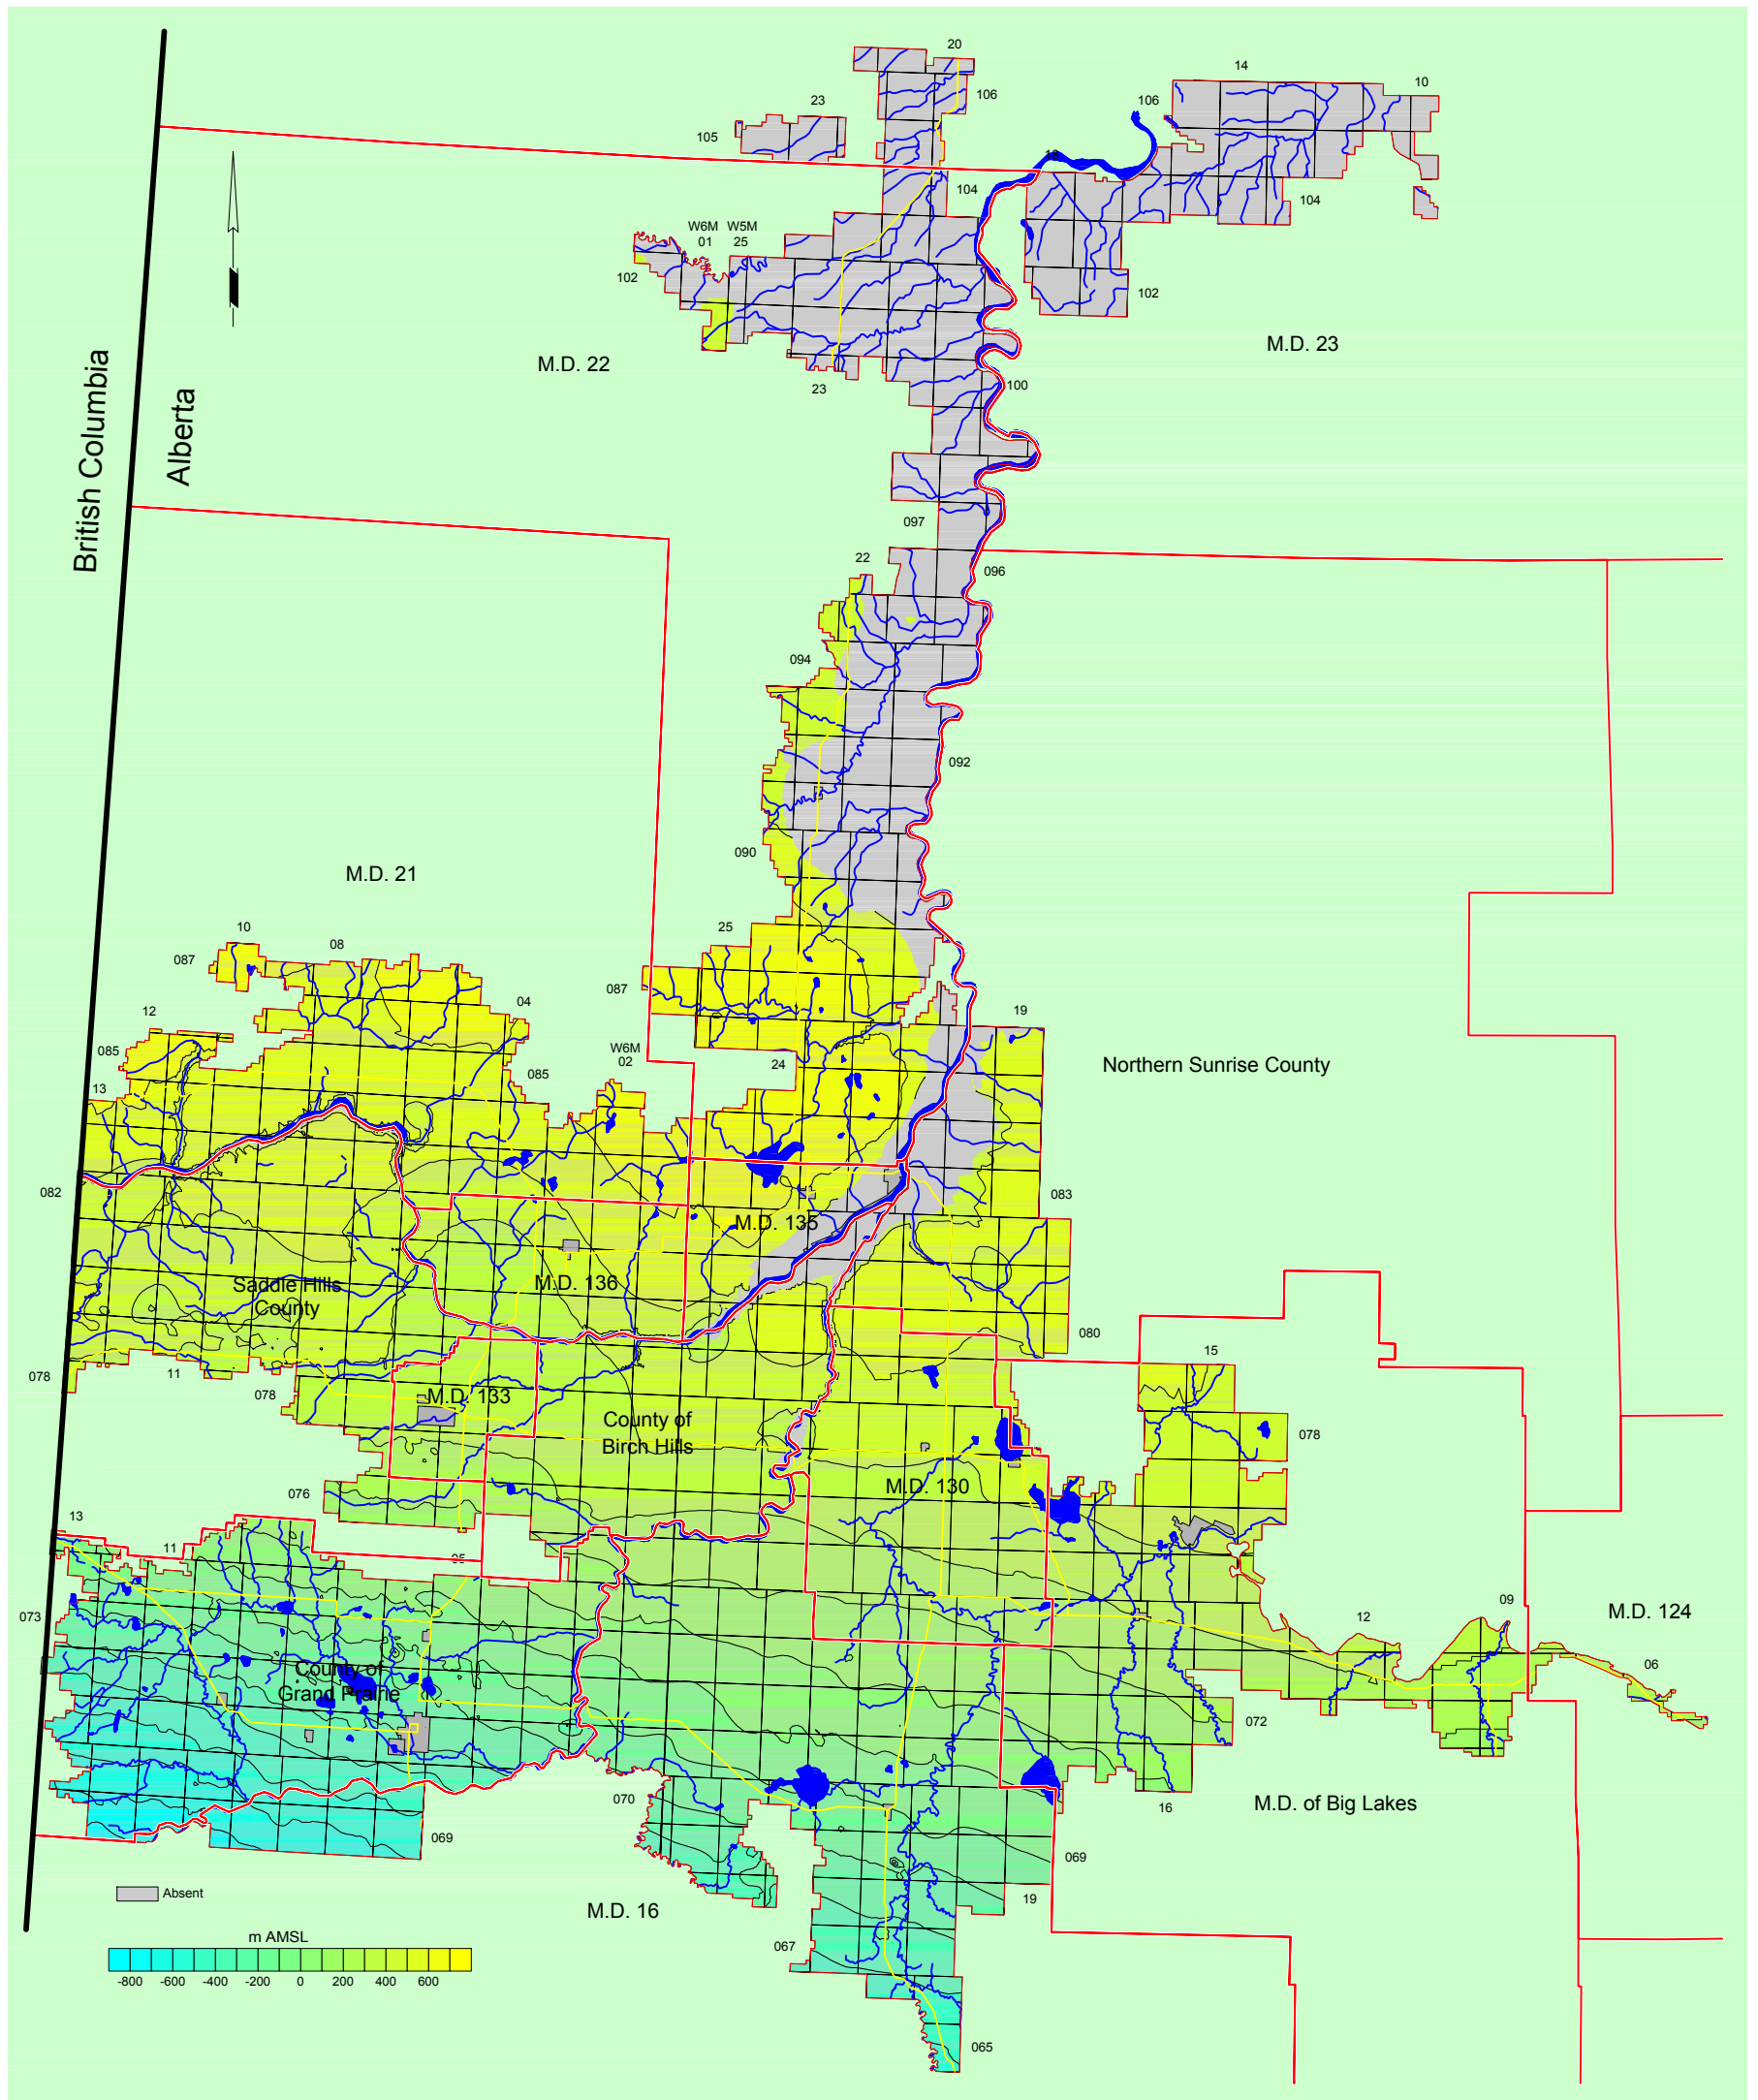 20
14
10
106
106
23
105
18
104
104
W6M W5M
01 25
102
102
M.D. 23
M.D. 22
23
100
British Columbia
Alberta
097
22
096
094
092
090
M.D. 21
25
10
08
087
087
04
19
12
085
W6M
02
24
Northern Sunrise County
085
13
082
083
M.D. 135
M.D. 136
Saddle Hills
County
080
15
11
078
078
M.D. 133
County of
Birch Hills
078
M.D. 130
076
13
11
05
09
M.D. 124
073
12
06
County of
Grand Prairie
072
070
16
M.D. of Big Lakes
069
069
Absent
19
M.D. 16
m AMSL
067
-800 -600 -400 -200 0 200 400 600
065